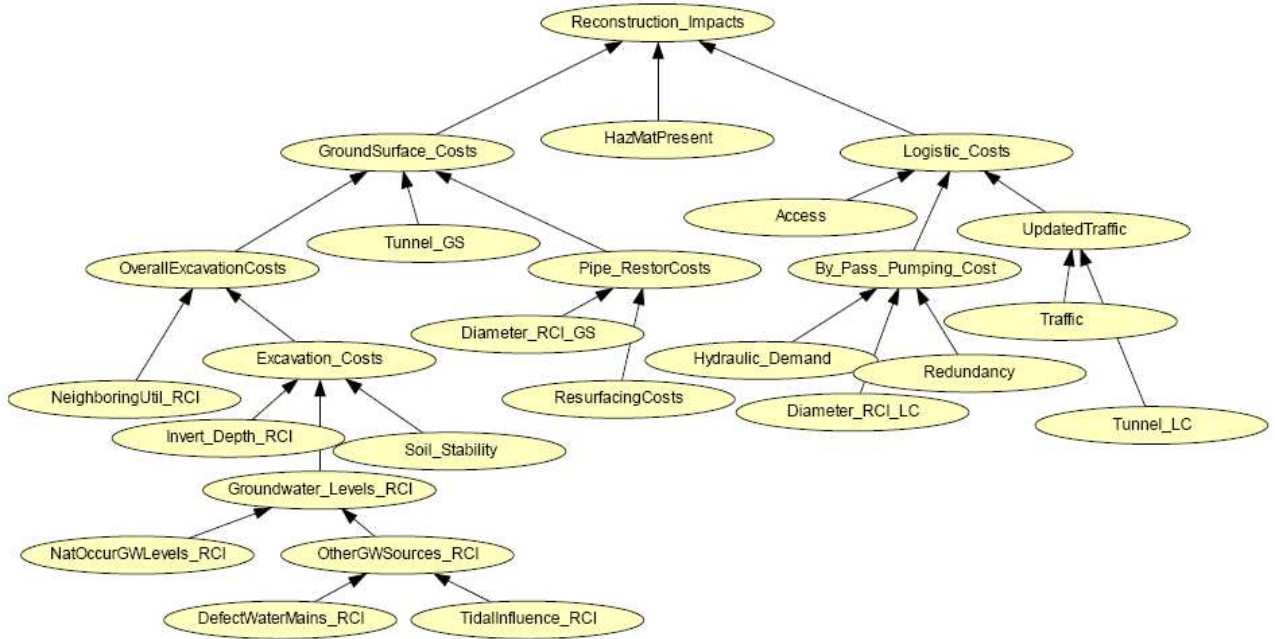 Reconstruction_Impacts
HazMatPresent
GroundSurface_Costs
Logistic_Costs
Access
UpdatedTraffic
Tunnel_GS
OverallExcavationCosts
Pipe_RestorCosts
By_Pass_Pumping_Cost
Traffic
Diameter_RCI_GS
Excavation_Costs
Hydraulic_Demand
Redundancy
NeighboringUtil_RCI
ResurfacingCosts
Diameter_RCI_LC
Tunnel_LC
Invert_Depth_RCI
Soil_Stability
Groundwater_Levels_RCI
NatOccurGWLevels_RCI
OtherGWSources_RCI
DefectWaterMains_RCI
TidalInfluence_RCI